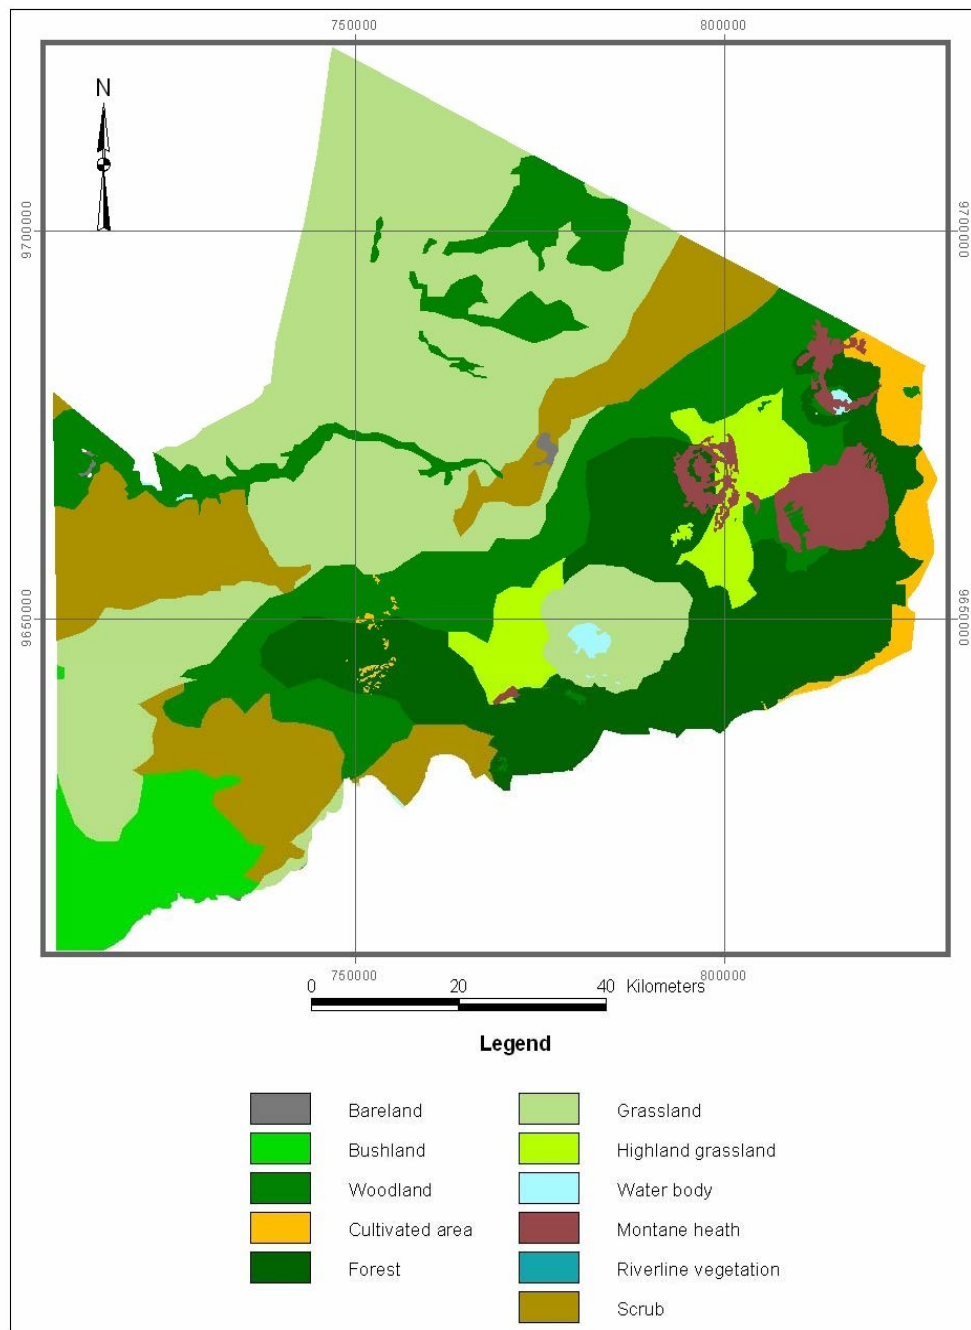 750000 800000
N
9700000 9700000
9650000 9650000
750000 800000
0 20 40 Kilometers
Legend
Bareland Grassland
Bushland Highland grassland
Woodland Water body
Cultivated area Montane heath
Forest Riverline vegetation
Scrub